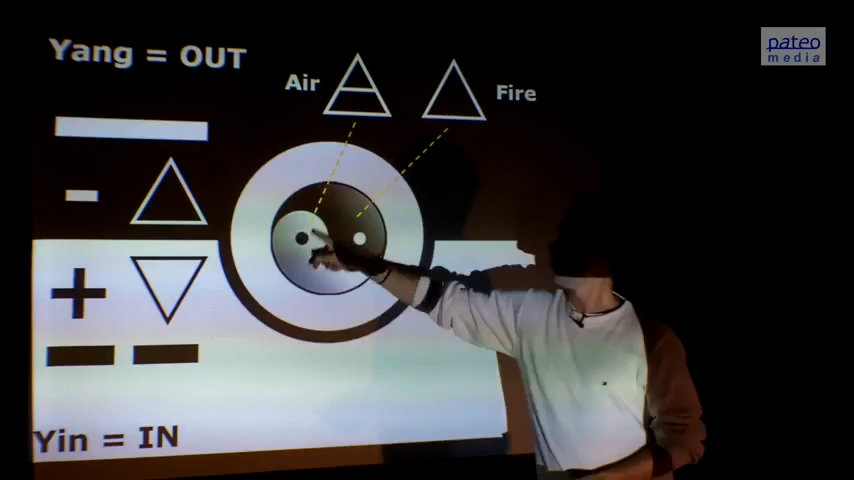 Yang = OUT
Air
Fire
-
+
Yin = IN
pateo
media